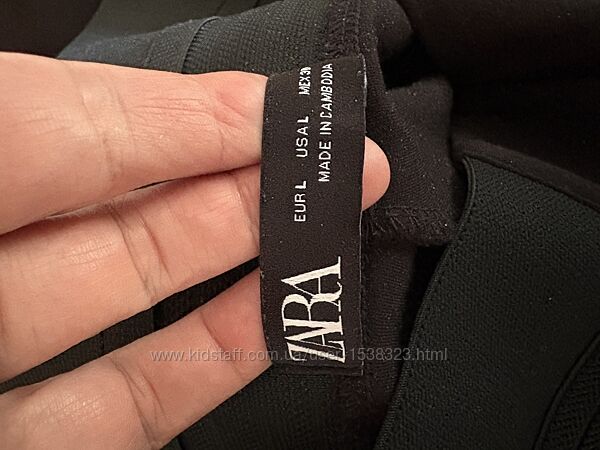 EUR L USA L MEX 30
MADE IN CAMBODIA
ZARA
www.kidstaff.com.ua/user-1538323.html